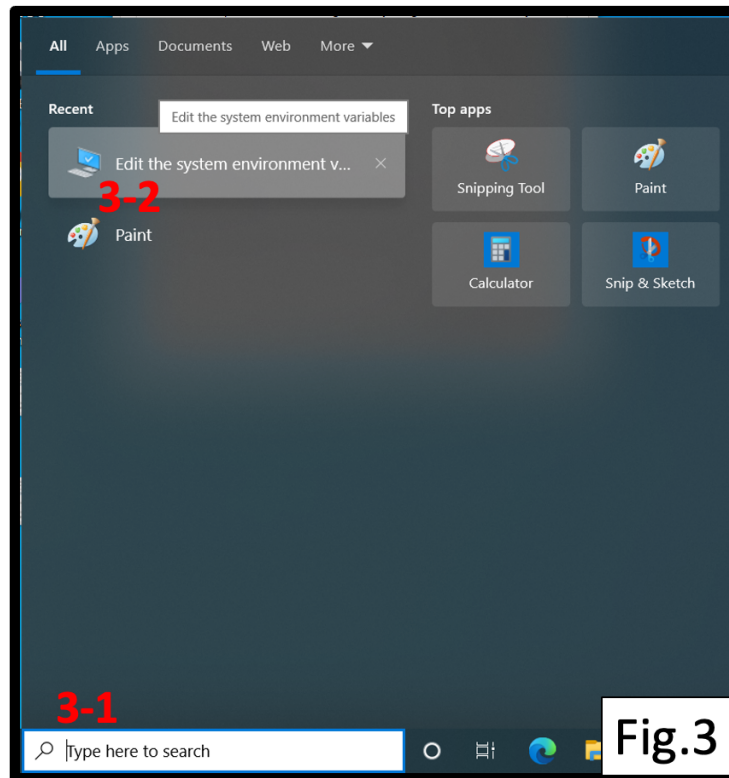 All Apps Documents Web More
Recent
Edit the system environment variables
Top apps
Edit the system environment v...
3-2
Paint
Snipping Tool
Paint
Calculator
Snip & Sketch
3-1
Type here to search
Fig.3